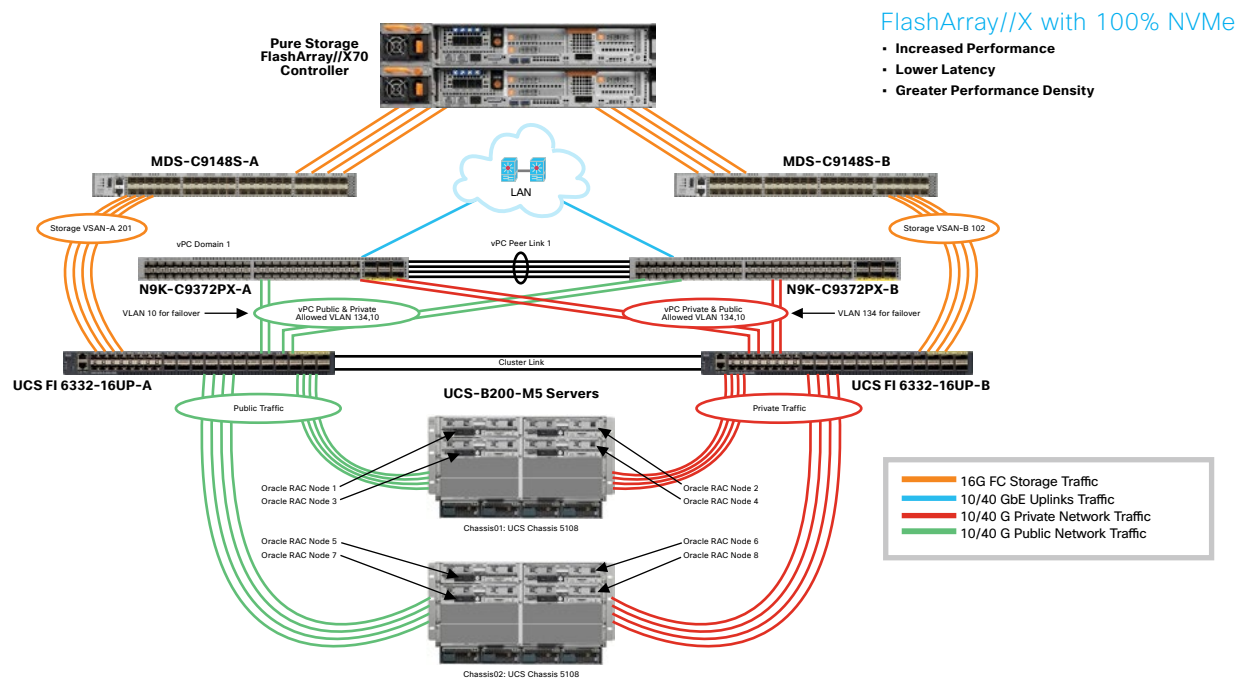 FlashArray//X with 100% NVMe
▪ Increased Performance
▪ Lower Latency
▪ Greater Performance Density
Pure Storage
FlashArray//X70
Controller
MDS-C9148S-A
MDS-C9148S-B
LAN
Storage VSAN-A 201
Storage VSAN-B 102
vPC Domain 1
vPC Peer Link 1
N9K-C9372PX-A
N9K-C9372PX-B
VLAN 10 for failover
vPC Public & Private
Allowed VLAN 134,10
vPC Private & Public
Allowed VLAN 134,10
VLAN 134 for failover
Cluster Link
UCS FI 6332-16UP-A
UCS FI 6332-16UP-B
UCS-B200-M5 Servers
Public Traffic
Private Traffic
Oracle RAC Node 1
Oracle RAC Node 3
Oracle RAC Node 2
Oracle RAC Node 4
Chassis01: UCS Chassis 5108
Oracle RAC Node 5
Oracle RAC Node 7
Oracle RAC Node 6
Oracle RAC Node 8
Chassis02: UCS Chassis 5108
16G FC Storage Traffic
10/40 GbE Uplinks Traffic
10/40 G Private Network Traffic
10/40 G Public Network Traffic